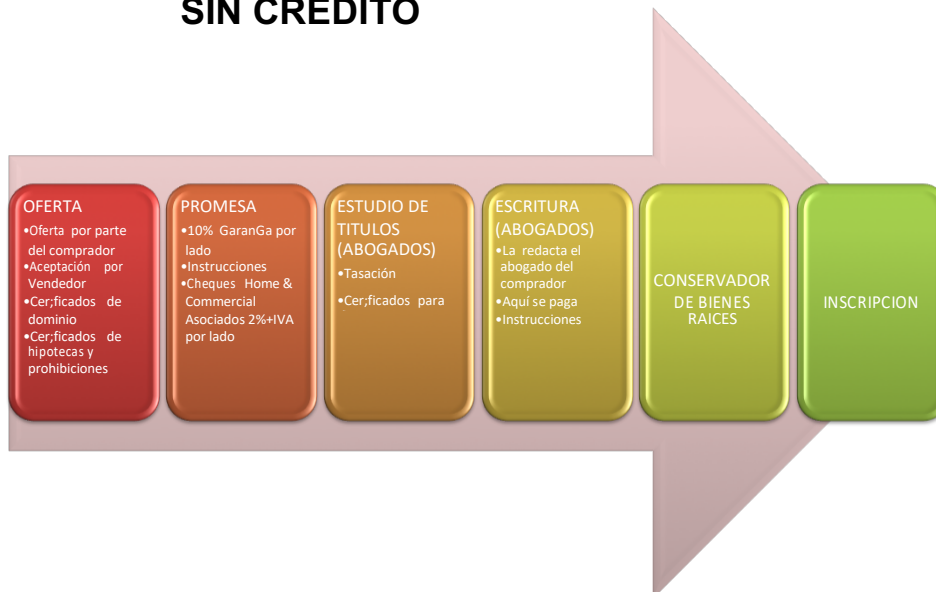 SIN CREDITO
OFERTA
•Oferta por parte
del comprador
•Aceptación por
Vendedor
•Cer;ficados de
dominio
•Cer;ficados de
hipotecas y
prohibiciones
PROMESA
•10% GaranGa por
lado
•Instrucciones
•Cheques Home &
Commercial
Asociados 2%+IVA
por lado
ESTUDIO DE
TITULOS
(ABOGADOS)
•Tasación
•Cer;ficados para
ESCRITURA
(ABOGADOS)
•La redacta el
abogado del
comprador
•Aquí se paga
•Instrucciones
CONSERVADOR
DE BIENES
RAICES
INSCRIPCION